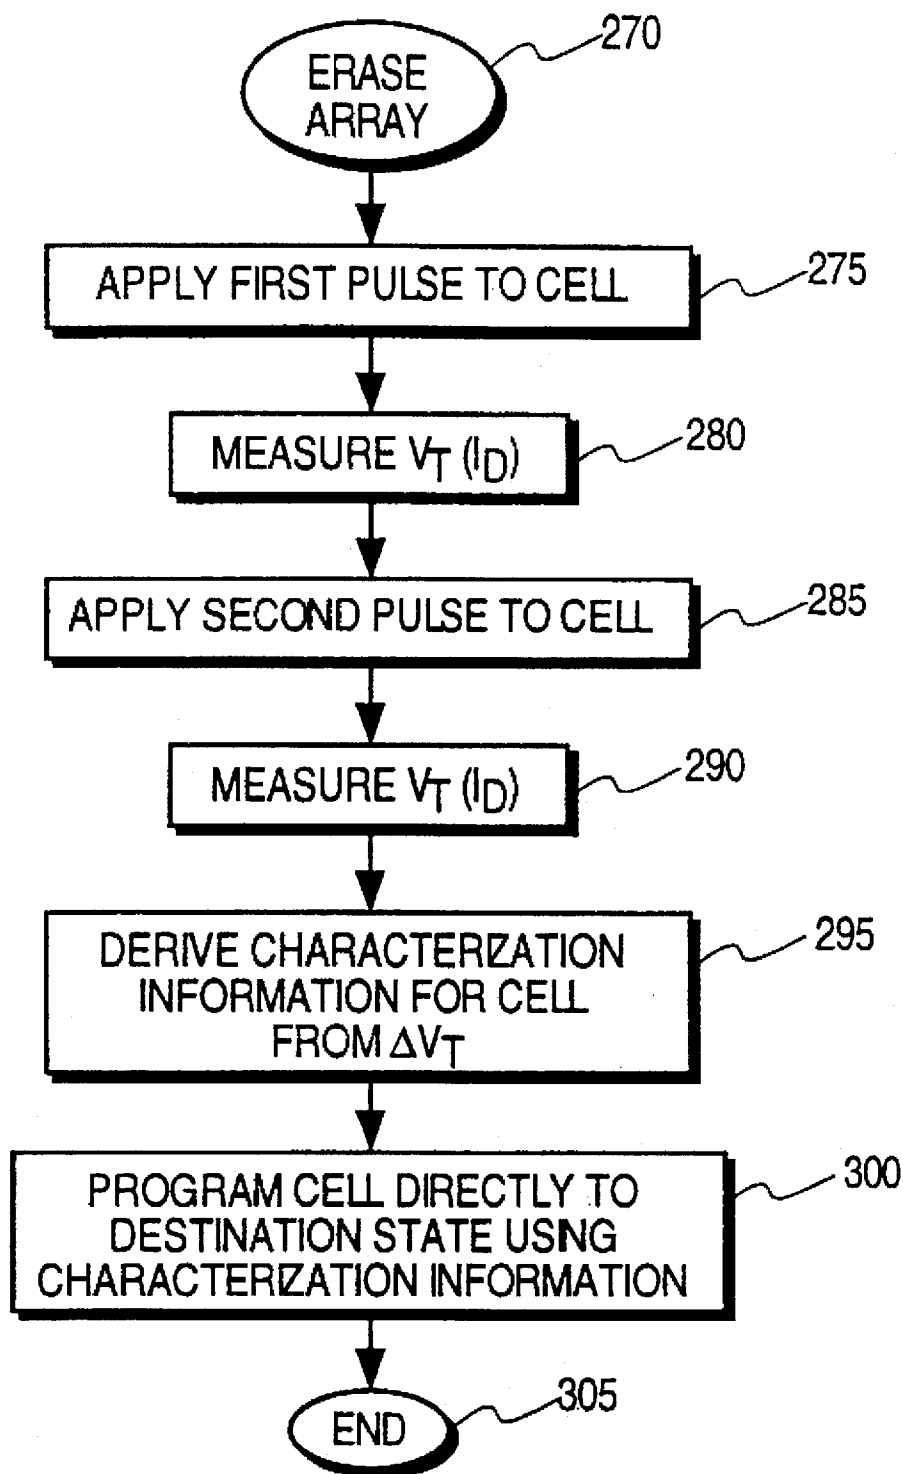 270
ERASE
ARRAY
APPLY FIRST PULSE TO CELL
275
MEASURE VT (ID)
280
APPLY SECOND PULSE TO CELL
285
MEASURE VT (ID)
290
DERIVE CHARACTERIZATION
INFORMATION FOR CELL
FROM ΔVT
295
PROGRAM CELL DIRECTLY TO
DESTINATION STATE USING
CHARACTERIZATION INFORMATION
300
END
305